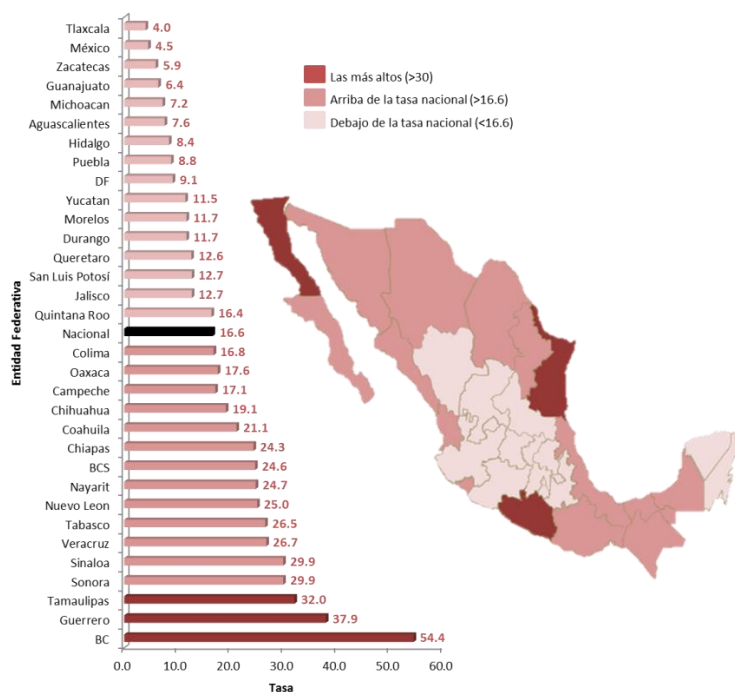 Tlaxcala 4.0
México 4.5
Zacatecas 5.9
Guanajuato 6.4
Michoacan 7.2
Aguascalientes 7.6
Hidalgo 8.4
Puebla 8.8
DF 9.1
Yucatan 11.5
Morelos 11.7
Durango 11.7
Queretaro 12.6
San Luis Potosí 12.7
Jalisco 12.7
Quintana Roo 16.4
Nacional 16.6
Colima 16.8
Oaxaca 17.6
Campeche 17.1
Chihuahua 19.1
Coahuila 21.1
Chiapas 24.3
BCS 24.6
Nayarit 24.7
Nuevo Leon 25.0
Tabasco 26.5
Veracruz 26.7
Sinaloa 29.9
Sonora 29.9
Tamaulipas 32.0
Guerrero 37.9
BC 54.4
0.0 10.0 20.0 30.0 40.0 50.0 60.0
Tasa
Entidad Federativa
Las más altos (>30)
Arriba de la tasa nacional (>16.6)
Debajo de la tasa nacional (<16.6)